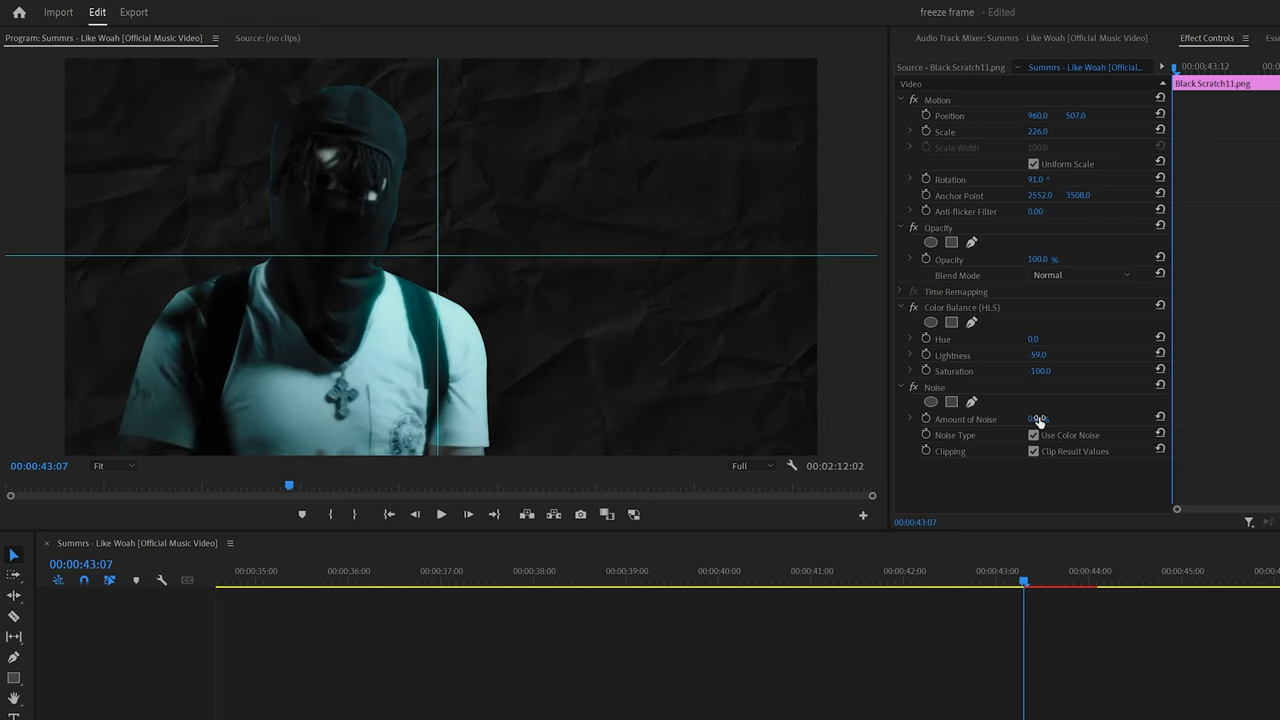 Import Edit Export freeze frame - Edited
Program: Summrs - Like Woah [Official Music Video] Source: (no clips) Audio Track Mixer: Summrs - Like Woah [Official Music Video] Effect Controls
Source • Black Scratch11.png Summrs - Like Woah [Official... 00:00:43:12
Video Black Scratch11.png
fx Motion
Position 960.0 507.0
Scale 226.0
Scale Width 100.0
Uniform Scale
Rotation 91.0 °
Anchor Point 2552.0 3508.0
Anti-flicker Filter 0.00
fx Opacity
Opacity 100.0 %
Blend Mode Normal
fx Time Remapping
fx Color Balance (HLS)
Hue 0.0
Lightness -59.0
Saturation -100.0
fx Noise
Amount of Noise
Noise Type Use Color Noise
Clipping Clip Result Values
00:00:43:07 Fit Full 00:02:12:02
00:00:43:07
Summrs - Like Woah [Official Music Video]
00:00:43:07
00:00:35:00 00:00:36:00 00:00:37:00 00:00:38:00 00:00:39:00 00:00:40:00 00:00:41:00 00:00:42:00 00:00:43:00 00:00:44:00 00:00:45:00